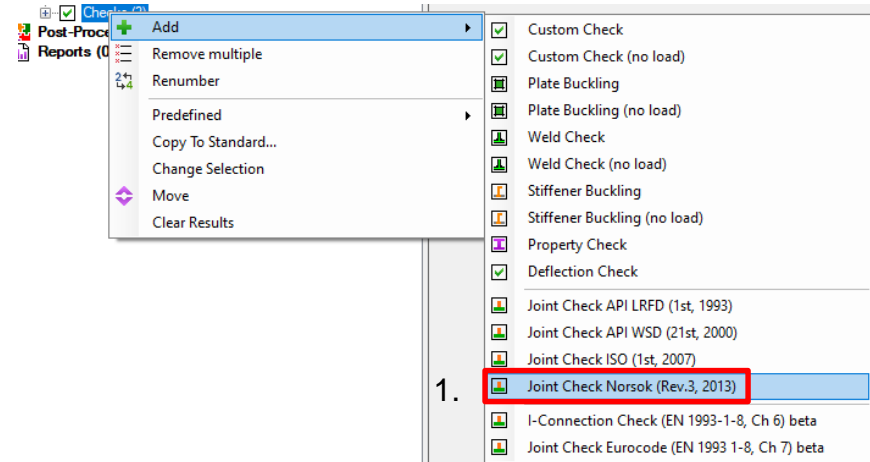 Checks (3)
Post-Proce
Reports (0
Add
Remove multiple
Renumber
Predefined
Copy To Standard...
Change Selection
Move
Clear Results
Custom Check
Custom Check (no load)
Plate Buckling
Plate Buckling (no load)
Weld Check
Weld Check (no load)
Stiffener Buckling
Stiffener Buckling (no load)
Property Check
Deflection Check
Joint Check API LRFD (1st, 1993)
Joint Check API WSD (21st, 2000)
Joint Check ISO (1st, 2007)
1.
Joint Check Norsok (Rev.3, 2013)
I-Connection Check (EN 1993-1-8, Ch 6) beta
Joint Check Eurocode (EN 1993 1-8, Ch 7) beta